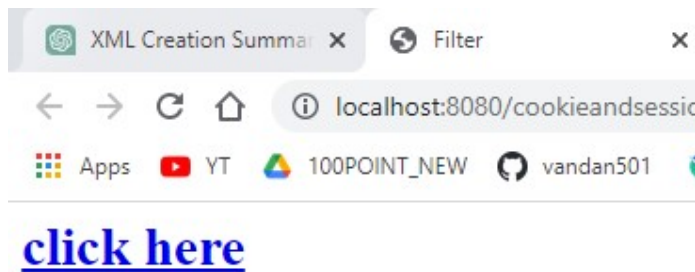 XML Creation Summar Filter
localhost:8080/cookieandsessio
Apps YT 100POINT_NEW vandan501
click here